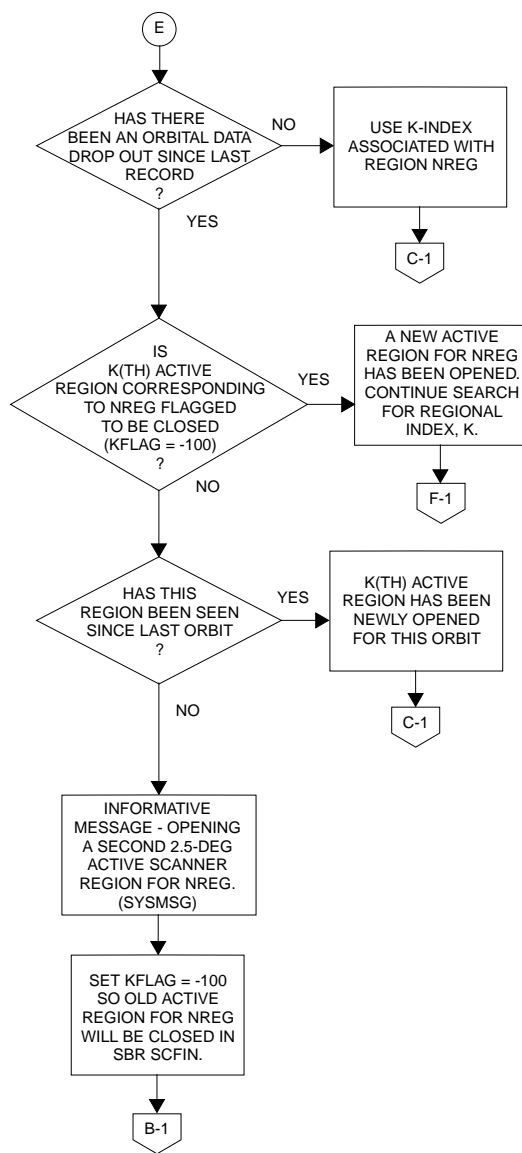 E
HAS THERE
BEEN AN ORBITAL DATA
DROP OUT SINCE LAST
RECORD
?
NO
USE K-INDEX
ASSOCIATED WITH
REGION NREG
C-1
YES
IS
K(TH) ACTIVE
REGION CORRESPONDING
TO NREG FLAGGED
TO BE CLOSED
(KFLAG = -100)
?
YES
A NEW ACTIVE
REGION FOR NREG
HAS BEEN OPENED.
CONTINUE SEARCH
FOR REGIONAL
INDEX, K.
F-1
NO
HAS THIS
REGION BEEN SEEN
SINCE LAST ORBIT
?
YES
K(TH) ACTIVE
REGION HAS BEEN
NEWLY OPENED
FOR THIS ORBIT
C-1
NO
INFORMATIVE
MESSAGE - OPENING
A SECOND 2.5-DEG
ACTIVE SCANNER
REGION FOR NREG.
(SYSMSG)
SET KFLAG = -100
SO OLD ACTIVE
REGION FOR NREG
WILL BE CLOSED IN
SBR SCFIN.
B-1